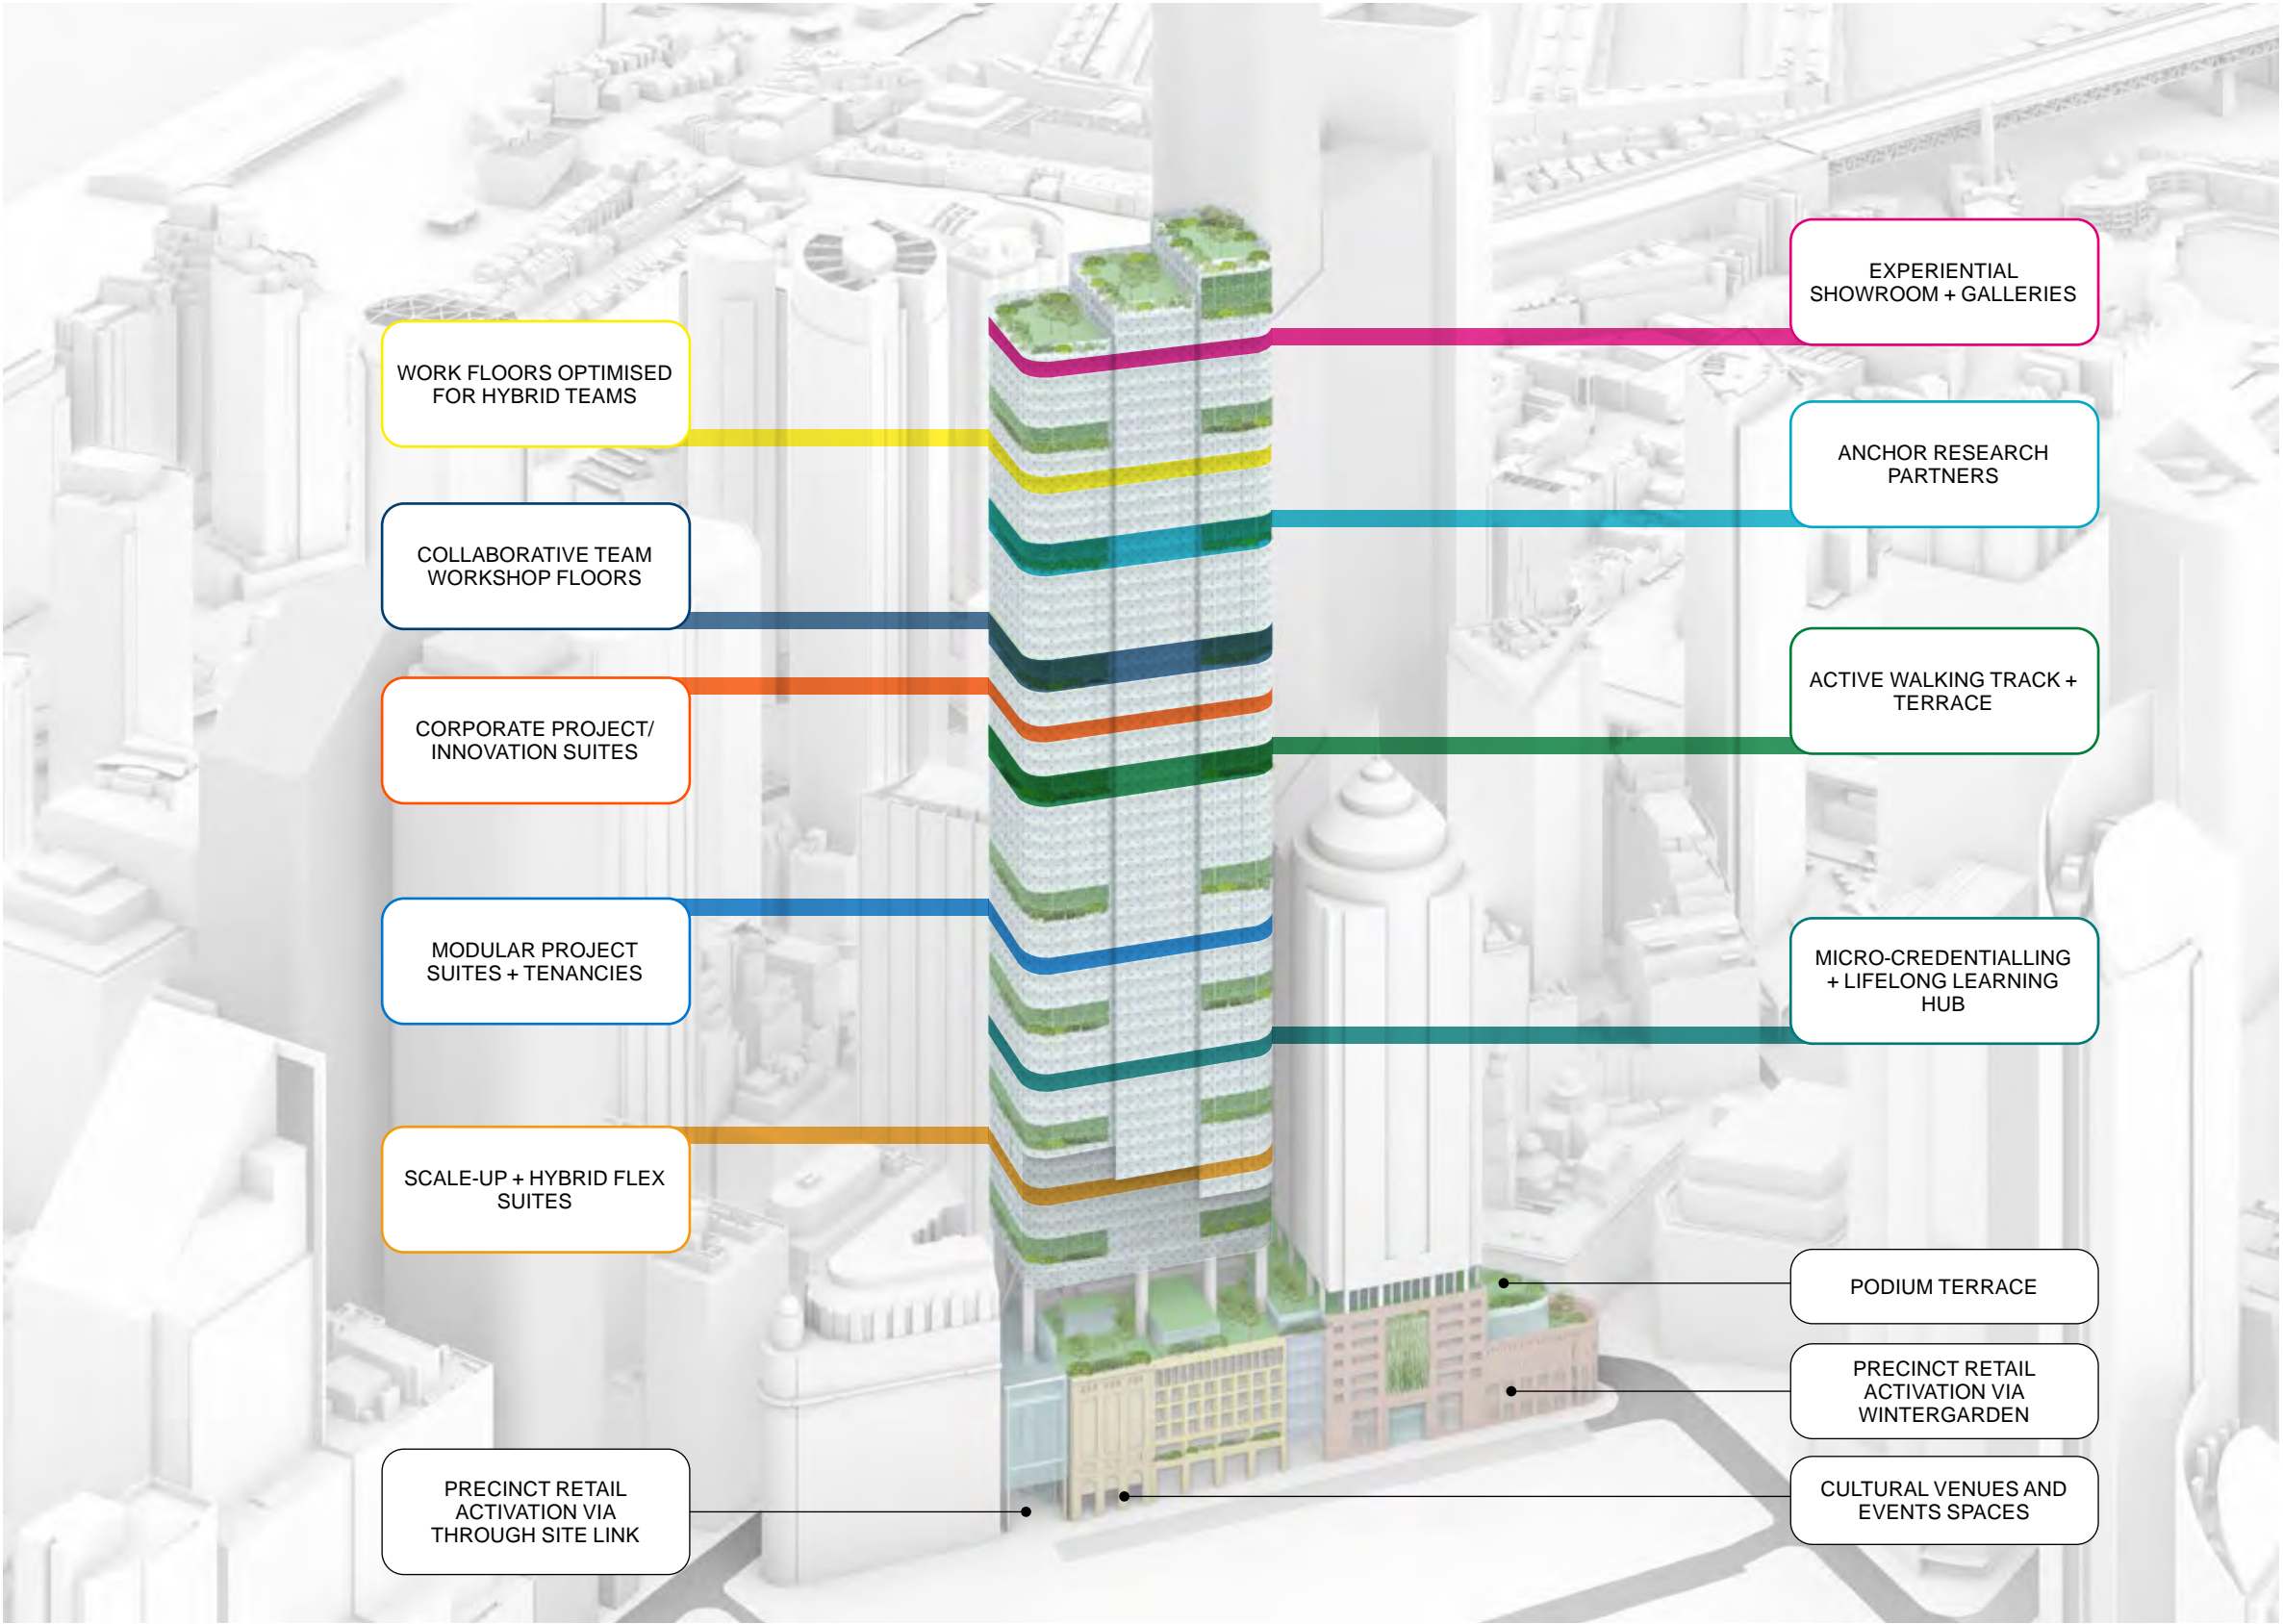 WORK FLOORS OPTIMISED
FOR HYBRID TEAMS
COLLABORATIVE TEAM
WORKSHOP FLOORS
CORPORATE PROJECT/
INNOVATION SUITES
MODULAR PROJECT
SUITES + TENANCIES
SCALE-UP + HYBRID FLEX
SUITES
PRECINCT RETAIL
ACTIVATION VIA
THROUGH SITE LINK
EXPERIENTIAL
SHOWROOM + GALLERIES
ANCHOR RESEARCH
PARTNERS
ACTIVE WALKING TRACK +
TERRACE
MICRO-CREDENTIALLING
+ LIFELONG LEARNING
HUB
PODIUM TERRACE
PRECINCT RETAIL
ACTIVATION VIA
WINTERGARDEN
CULTURAL VENUES AND
EVENTS SPACES